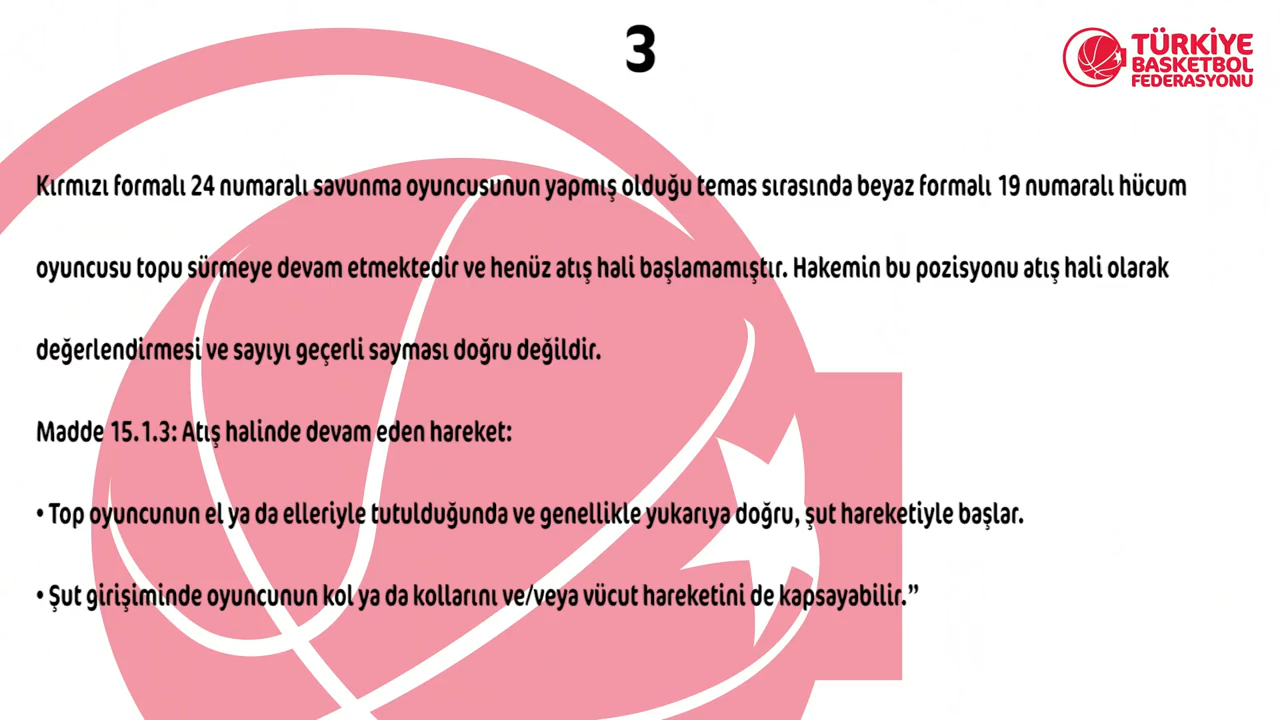 3
TÜRKİYE
BASKETBOL
FEDERASYONU
Kırmızı formalı 24 numaralı savunma oyuncusunun yapmış olduğu temas sırasında beyaz formalı 19 numaralı hücum
oyuncusu topu sürmeye devam etmektedir ve henüz atış hali başlamamıştır. Hakemin bu pozisyonu atış hali olarak
değerlendirmesi ve sayıyı geçerli sayması doğru değildir.
Madde 15.1.3: Atış halinde devam eden hareket:
• Top oyuncunun el ya da elleriyle tutulduğunda ve genellikle yukarıya doğru, şut hareketiyle başlar.
• Şut girişiminde oyuncunun kol ya da kollarını ve/veya vücut hareketini de kapsayabilir.”